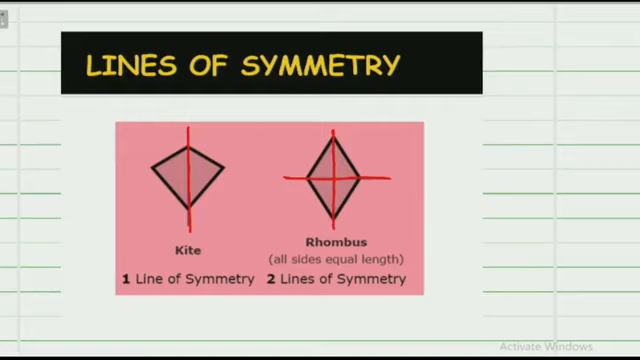 LINES OF SYMMETRY
Kite
1 Line of Symmetry
Rhombus
(all sides equal length)
2 Lines of Symmetry
Activate Windows